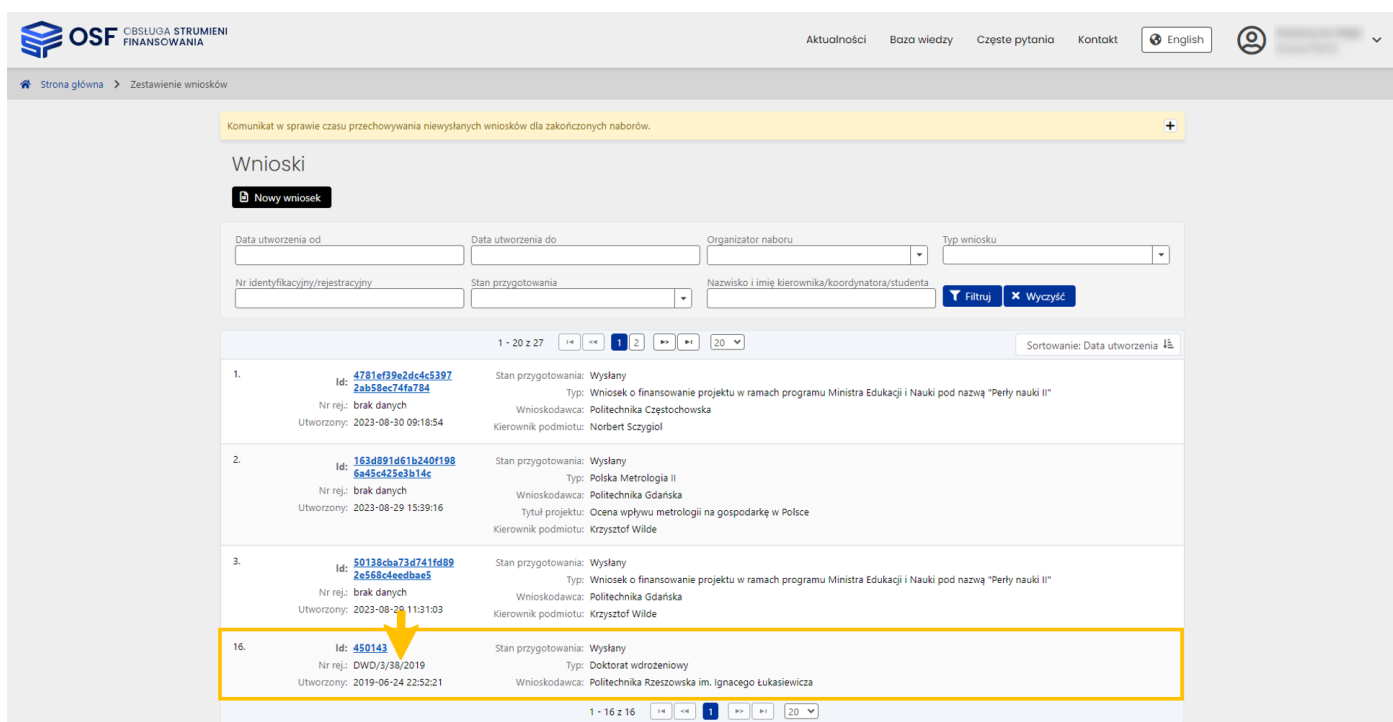 OSF OBSŁUGA STRUMIENI
FINANSOWANIA
Aktualności Baza wiedzy Częste pytania Kontakt English
Strona główna > Zestawienie wniosków
Komunikat w sprawie czasu przechowywania niewysłanych wniosków dla zakończonych naborów.
Wnioski
Nowy wniosek
Data utworzenia od Data utworzenia do Organizator naboru Typ wniosku
Nr identyfikacyjny/rejestracyjny Stan przygotowania Nazwisko i imię kierownika/koordynatora/studenta
Filtruj Wyczyść
1 - 20 z 27 1 2 20
Sortowanie: Data utworzenia
1. Id: 4781ef39e2dc4c5397
2ab58ec74fa784
Nr rej.: brak danych
Utworzony: 2023-08-30 09:18:54
Stan przygotowania: Wysłany
Typ: Wniosek o finansowanie projektu w ramach programu Ministra Edukacji i Nauki pod nazwą "Perły nauki II"
Wnioskodawca: Politechnika Częstochowska
Kierownik podmiotu: Norbert Sczygiol
2. Id: 163d891d61b240f198
6a45c425e3b14c
Nr rej.: brak danych
Utworzony: 2023-08-29 15:39:16
Stan przygotowania: Wysłany
Typ: Polska Metrologia II
Wnioskodawca: Politechnika Gdańska
Tytuł projektu: Ocena wpływu metrologii na gospodarkę w Polsce
Kierownik podmiotu: Krzysztof Wilde
3. Id: 50138cba73d741fd89
2e568c4eedbae5
Nr rej.: brak danych
Utworzony: 2023-08-29 11:31:03
Stan przygotowania: Wysłany
Typ: Wniosek o finansowanie projektu w ramach programu Ministra Edukacji i Nauki pod nazwą "Perły nauki II"
Wnioskodawca: Politechnika Gdańska
Kierownik podmiotu: Krzysztof Wilde
16. Id: 450143
Nr rej.: DWD/3/38/2019
Utworzony: 2019-06-24 22:52:21
Stan przygotowania: Wysłany
Typ: Doktorat wdrożeniowy
Wnioskodawca: Politechnika Rzeszowska im. Ignacego Łukasiewicza
1 - 16 z 16 1 20